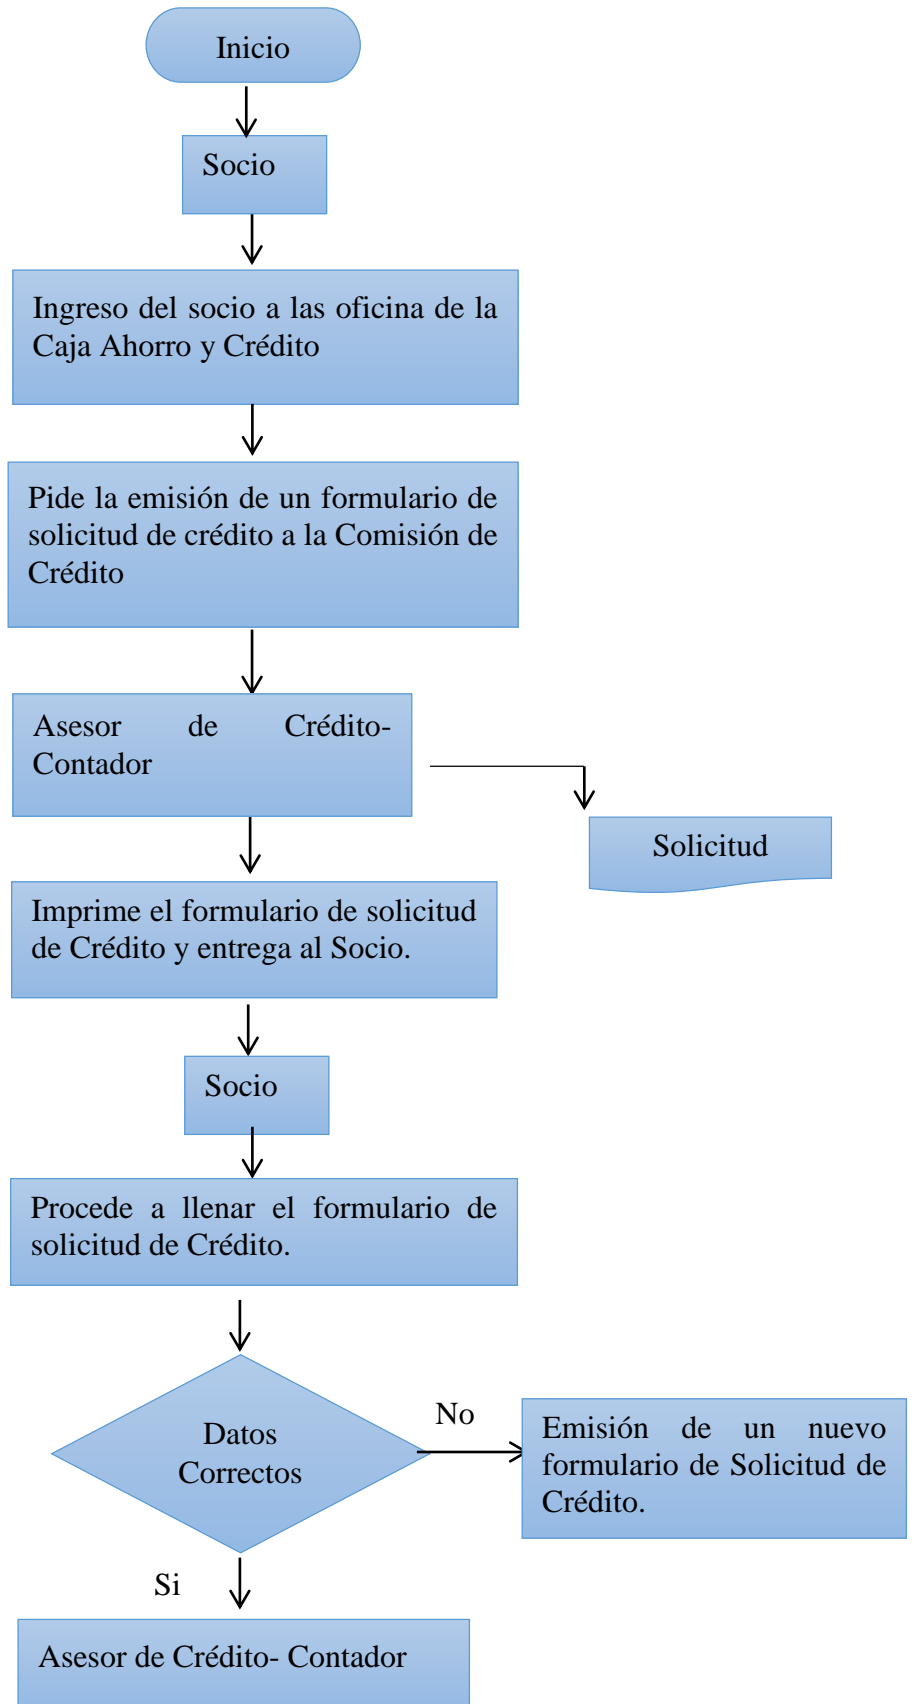 Inicio
Socio
Ingreso del socio a las oficina de la
Caja Ahorro y Crédito
Pide la emisión de un formulario de
solicitud de crédito a la Comisión de
Crédito
Asesor de Crédito-
Contador
Solicitud
Imprime el formulario de solicitud
de Crédito y entrega al Socio.
Socio
Procede a llenar el formulario de
solicitud de Crédito.
Datos
Correctos
No
Emisión de un nuevo
formulario de Solicitud de
Crédito.
Si
Asesor de Crédito- Contador